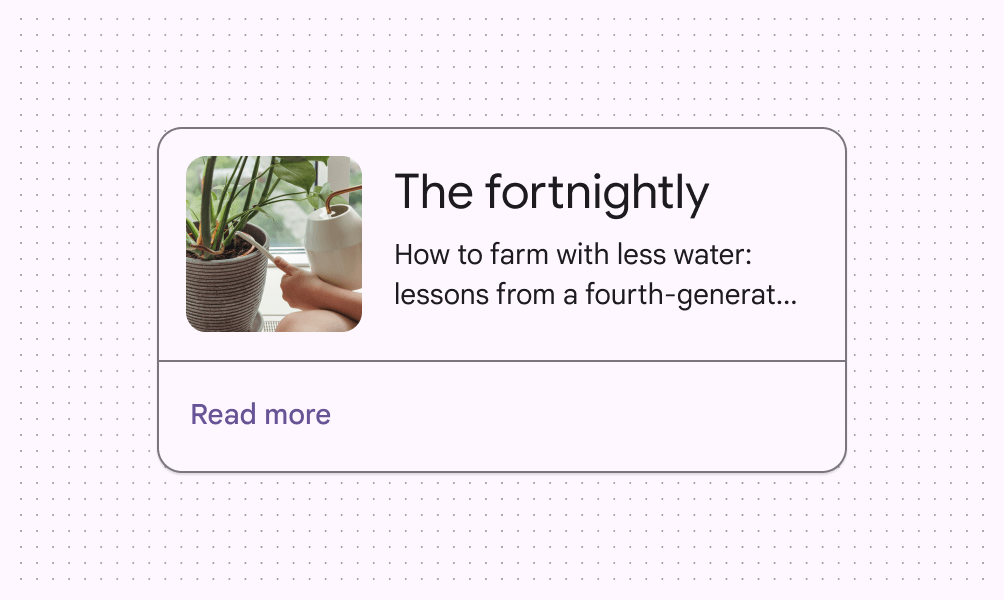 The fortnightly
How to farm with less water:
lessons from a fourth-generat...
Read more